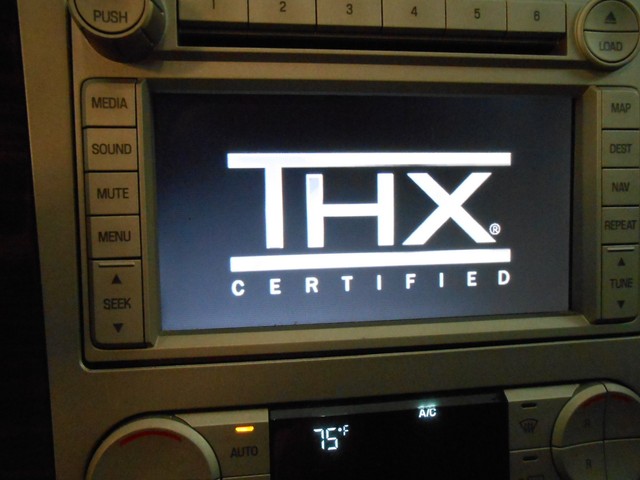 PUSH
1 2 3 4 5 6
LOAD
MEDIA
SOUND
MUTE
MENU
SEEK
THX®
CERTIFIED
MAP
DEST
NAV
REPEAT
TUNE
AUTO
75°F
A/C
R